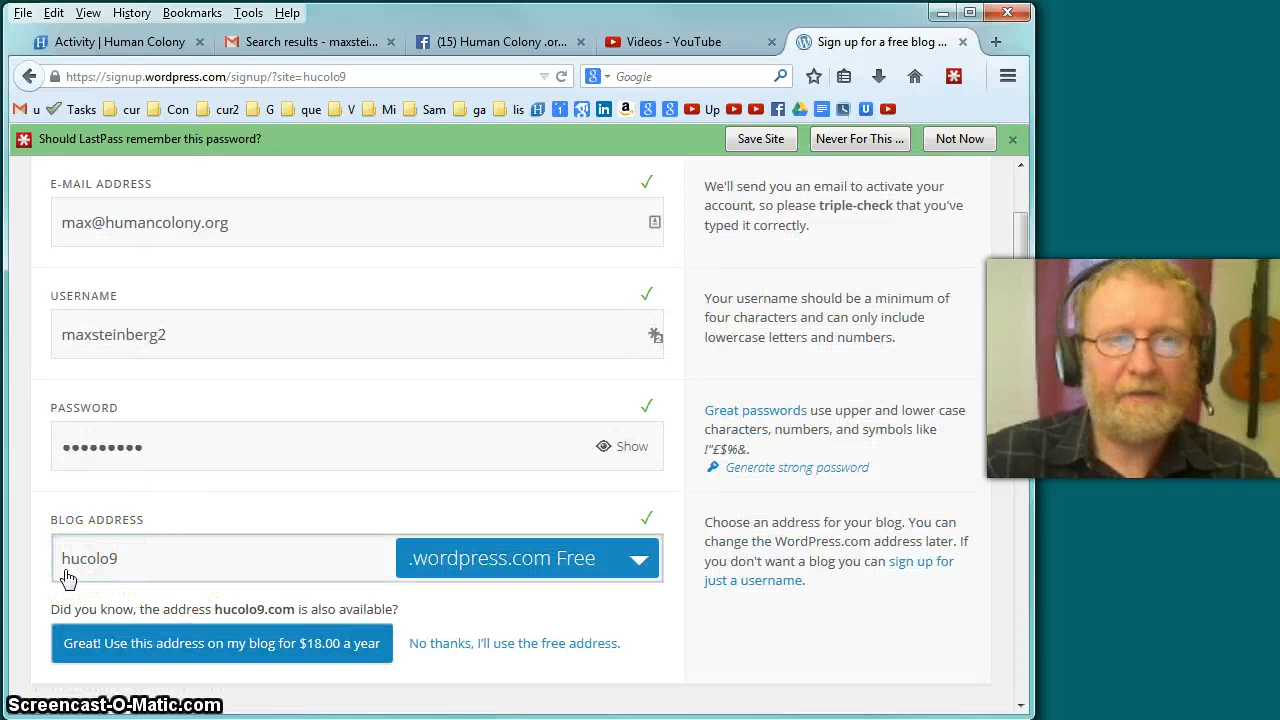 File Edit View History Bookmarks Tools Help
Activity | Human Colony
Search results - maxstei...
(15) Human Colony .or...
Videos - YouTube
Sign up for a free blog ...
https://signup.wordpress.com/signup/?site=hucolo9
Google
u Tasks cur Con cur2 G que V Mi Sam ga lis Up
Should LastPass remember this password?
Save Site
Never For This ...
Not Now
E-MAIL ADDRESS
max@humancolony.org
We'll send you an email to activate your
account, so please triple-check that you've
typed it correctly.
USERNAME
maxsteinberg2
Your username should be a minimum of
four characters and can only include
lowercase letters and numbers.
PASSWORD
Show
Great passwords use upper and lower case
characters, numbers, and symbols like
!"£$%&.
Generate strong password
BLOG ADDRESS
hucolo9
.wordpress.com Free
Choose an address for your blog. You can
change the WordPress.com address later. If
you don't want a blog you can sign up for
just a username.
Did you know, the address hucolo9.com is also available?
Great! Use this address on my blog for $18.00 a year
No thanks, I'll use the free address.
Screencast-O-Matic.com